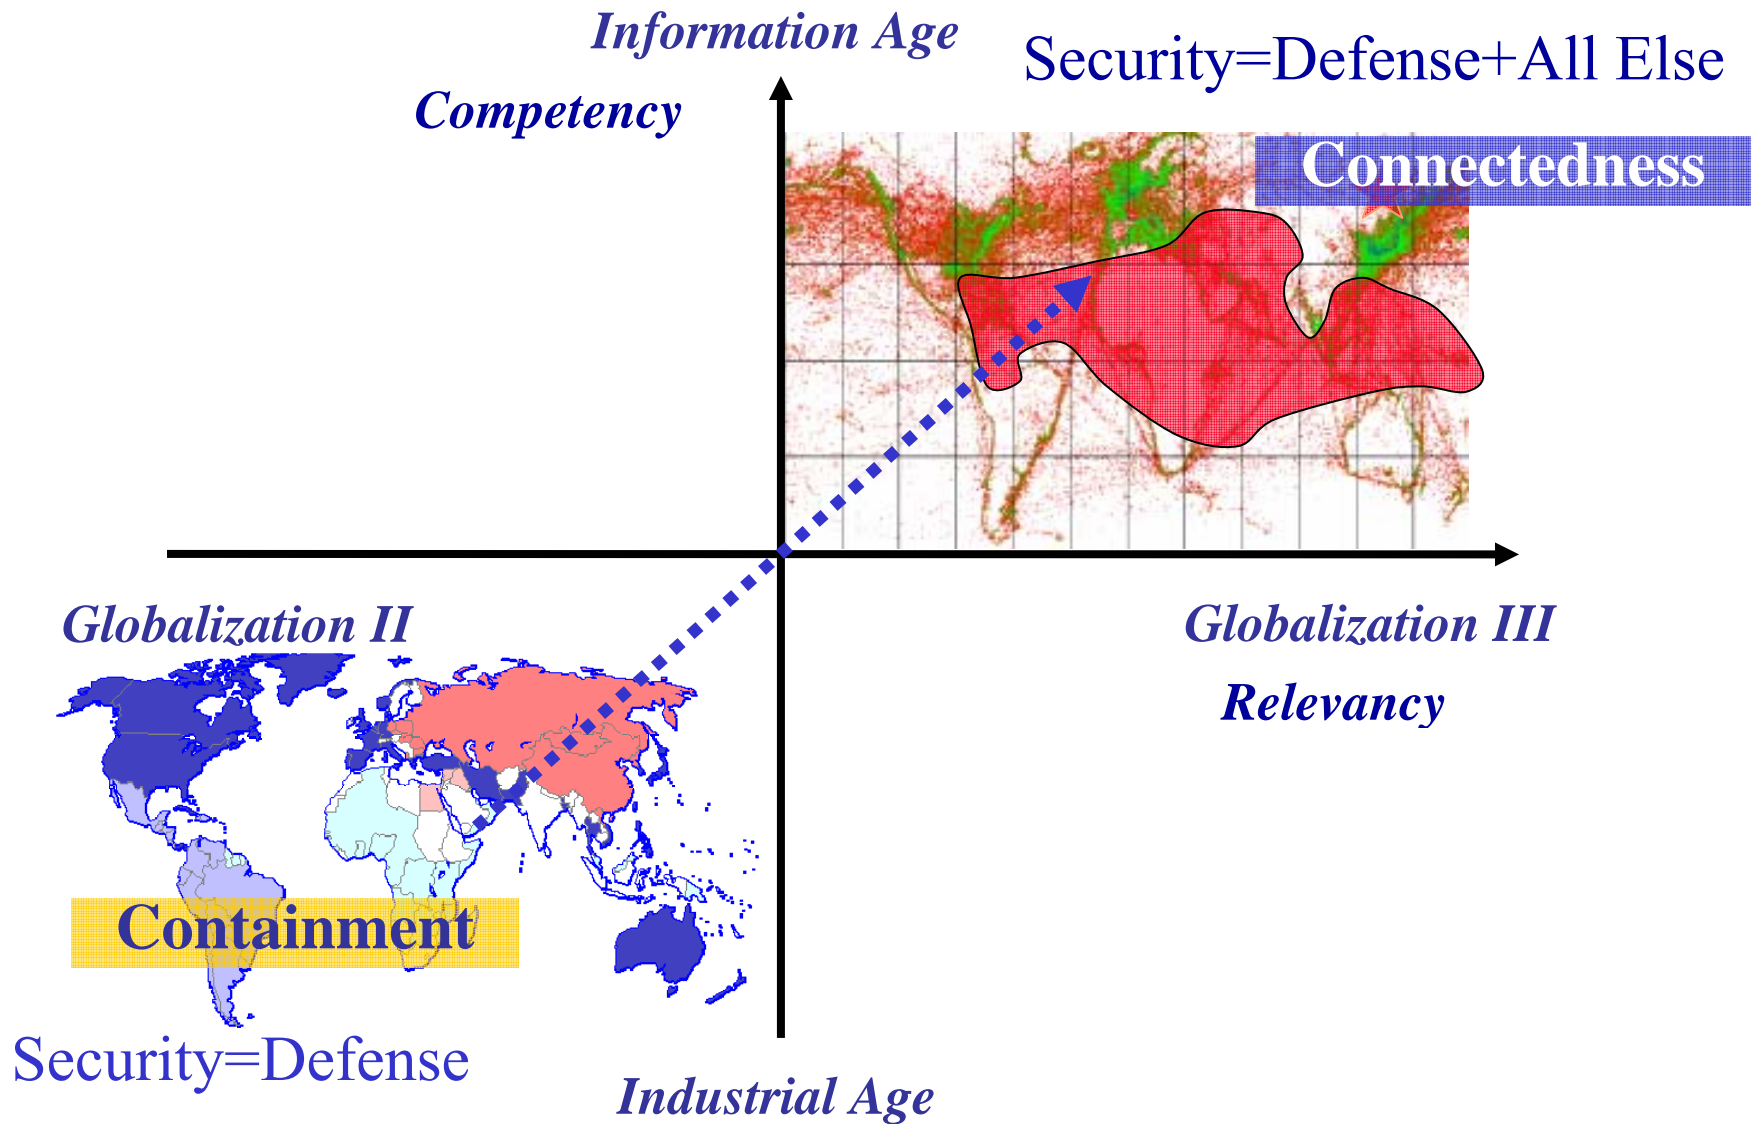 Information Age
Security=Defense+All Else
Competency
Connectedness
Globalization II
Globalization III
Relevancy
Containment
Security=Defense
Industrial Age